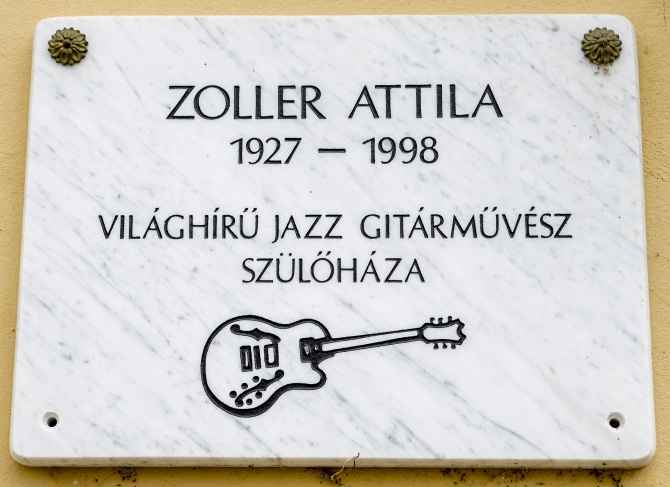 ZOLLER ATTILA
1927 – 1998
VILÁGHÍRŰ JAZZ GITÁRMŰVÉSZ
SZÜLŐHÁZA